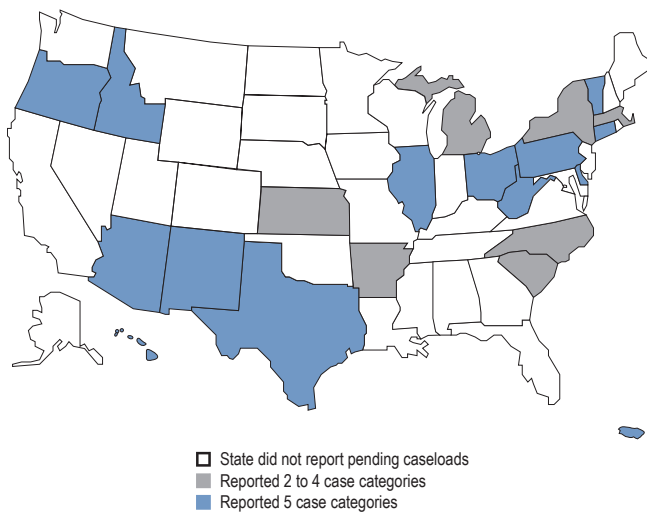 State did not report pending caseloads
Reported 2 to 4 case categories
Reported 5 case categories